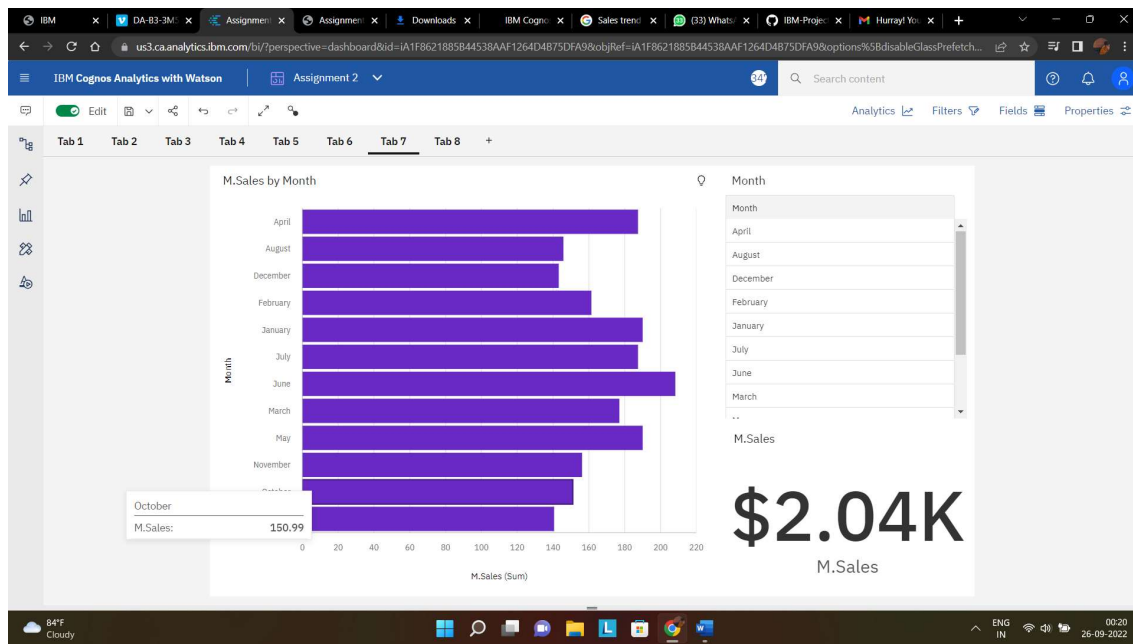 IBM
DA-B3-3M5
Assignment
Assignment
Downloads
IBM Cogno
Sales trend
(33) Whats
IBM-Projec
Hurray! You
us3.ca.analytics.ibm.com/bi/?perspective=dashboard&id=iA1F8621885B44538AAF1264D4B75DFA9&objRef=iA1F8621885B44538AAF1264D4B75DFA9&options%5BdisableGlassPrefetch...
IBM Cognos Analytics with Watson
Assignment 2
Search content
Edit
Analytics
Filters
Fields
Properties
Tab 1
Tab 2
Tab 3
Tab 4
Tab 5
Tab 6
Tab 7
Tab 8
+
M.Sales by Month
April
August
December
February
January
July
June
March
May
November
Month
0 20 40 60 80 100 120 140 160 180 200 220
M.Sales (Sum)
October
M.Sales: 150.99
Month
Month
April
August
December
February
January
July
June
March
M.Sales
$2.04K
M.Sales
84°F
Cloudy
ENG
IN
00:20
26-09-2022